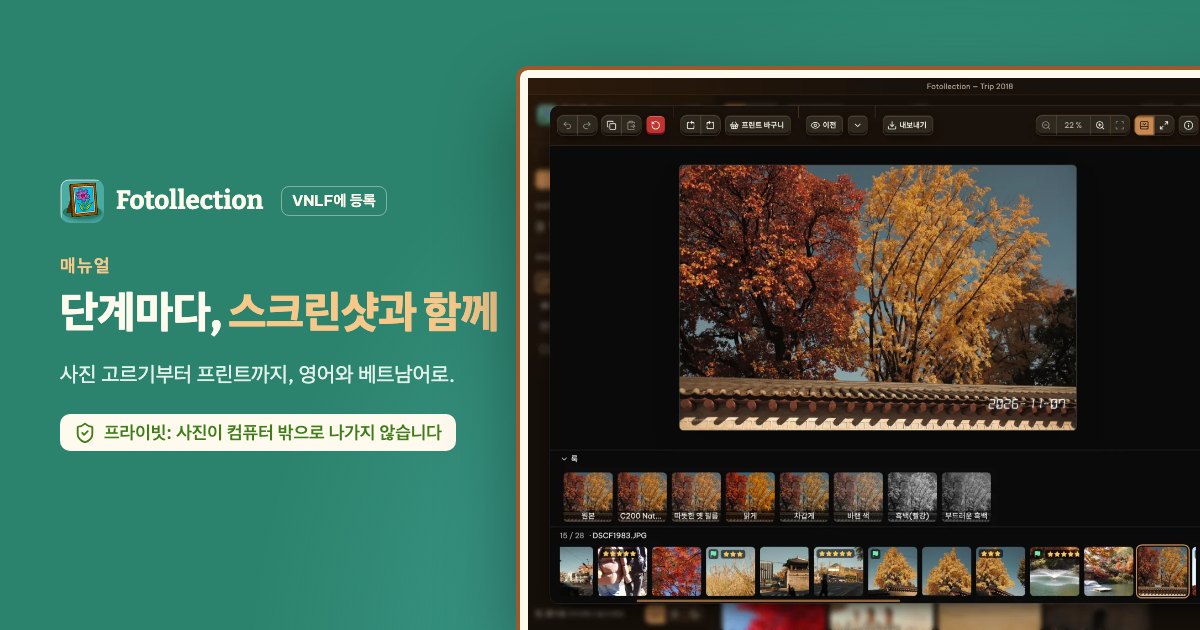 Fotollection — Trip 2018
22 %
프린트 바구니
이전
내보내기
Fotollection
VNLF에 등록
매뉴얼
단계마다, 스크린샷과 함께
사진 고르기부터 프린트까지, 영어와 베트남어로.
프라이빗: 사진이 컴퓨터 밖으로 나가지 않습니다
2026-11-07
룩
원본
C200 Nat...
따뜻한 옛 필름
맑게
차갑게
바랜 색
흑백(빨강)
부드러운 흑백
15 / 28 · DSCF1983.JPG